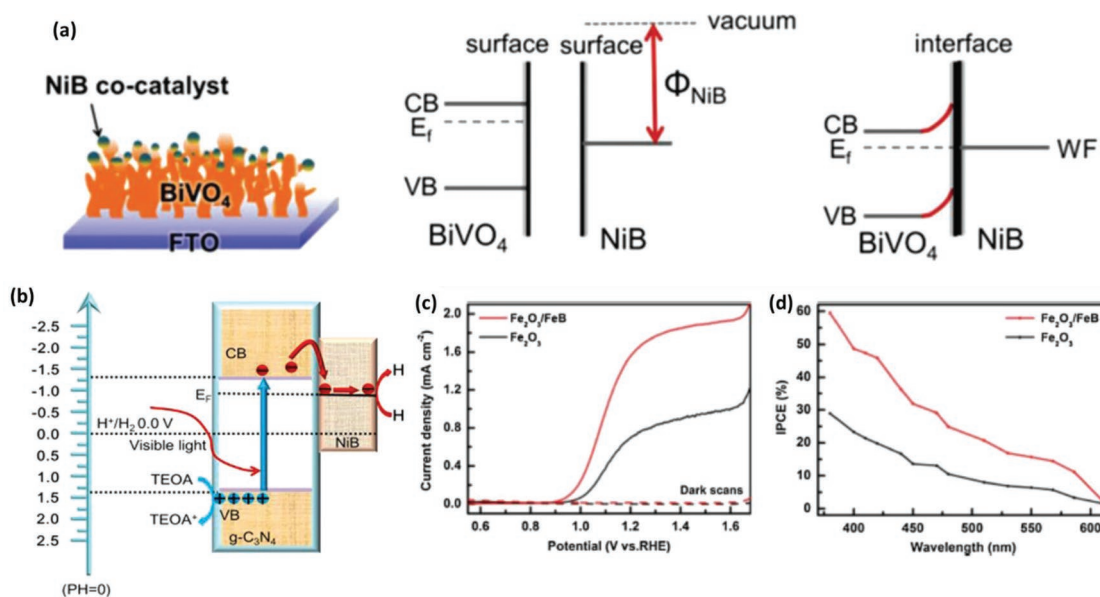 (a)
NiB co-catalyst
BiVO₄
FTO
surface surface
vacuum
Φ_NiB
CB
E_f
VB
BiVO₄ NiB
interface
CB
E_f
WF
VB
BiVO₄ NiB
(b)
-2.5
-2.0
-1.5
-1.0
-0.5
0.0
0.5
1.0
1.5
2.0
2.5
(PH=0)
CB
E_F
H⁺/H₂ 0.0 V
Visible light
TEOA
TEOA⁺
VB
g-C₃N₄
NiB
H
H
(c)
Fe₂O₃/FeB
Fe₂O₃
Current density (mA cm⁻²)
2.0
1.6
1.2
0.8
0.4
0.0
Dark scans
0.6 0.8 1.0 1.2 1.4 1.6
Potential (V vs.RHE)
(d)
Fe₂O₃/FeB
Fe₂O₃
IPCE (%)
60
50
40
30
20
10
0
400 450 500 550 600
Wavelength (nm)